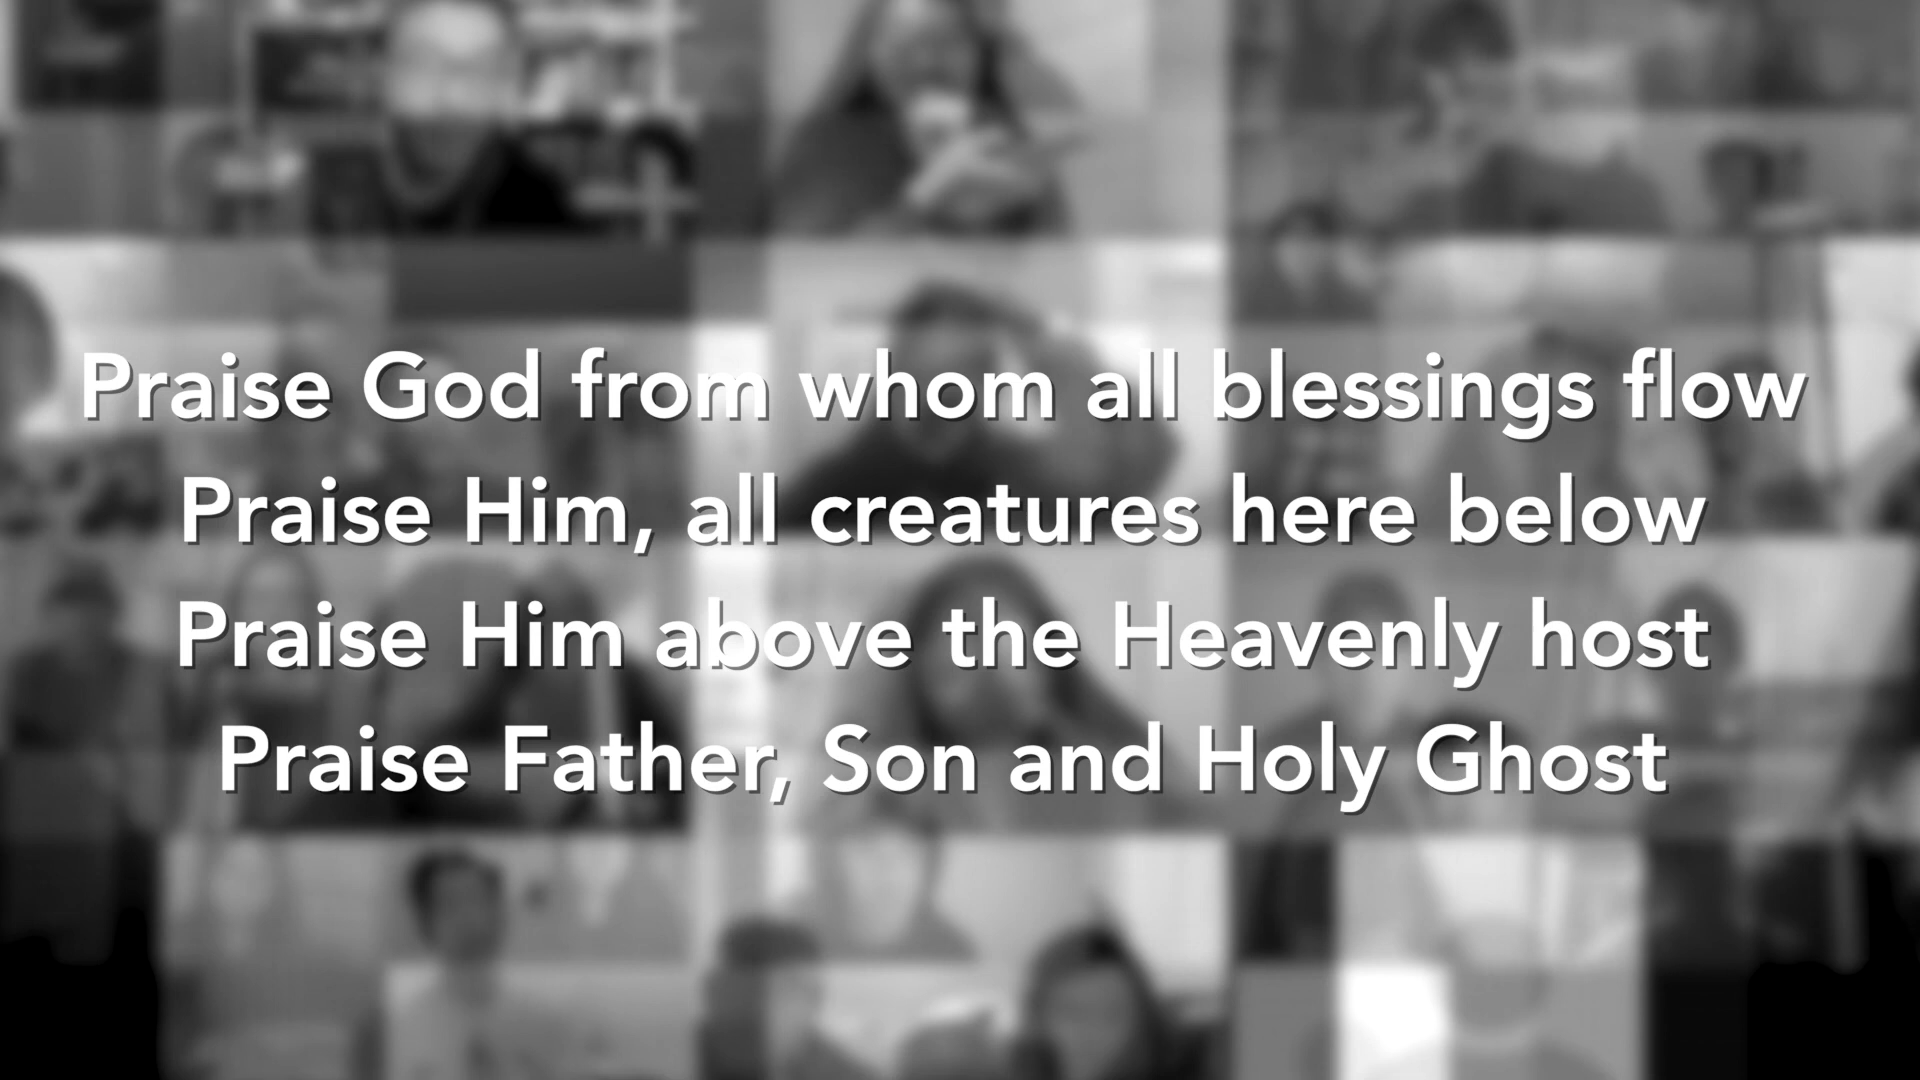 Praise God from whom all blessings flow
Praise Him, all creatures here below
Praise Him above the Heavenly host
Praise Father, Son and Holy Ghost